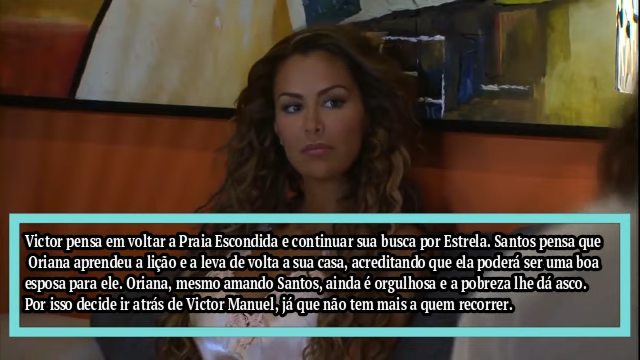 Victor pensa em voltar a Praia Escondida e continuar sua busca por Estrela. Santos pensa que
Oriana aprendeu a lição e a leva de volta a sua casa, acreditando que ela poderá ser uma boa
esposa para ele. Oriana, mesmo amando Santos, ainda é orgulhosa e a pobreza lhe dá asco.
Por isso decide ir atrás de Victor Manuel, já que não tem mais a quem recorrer.